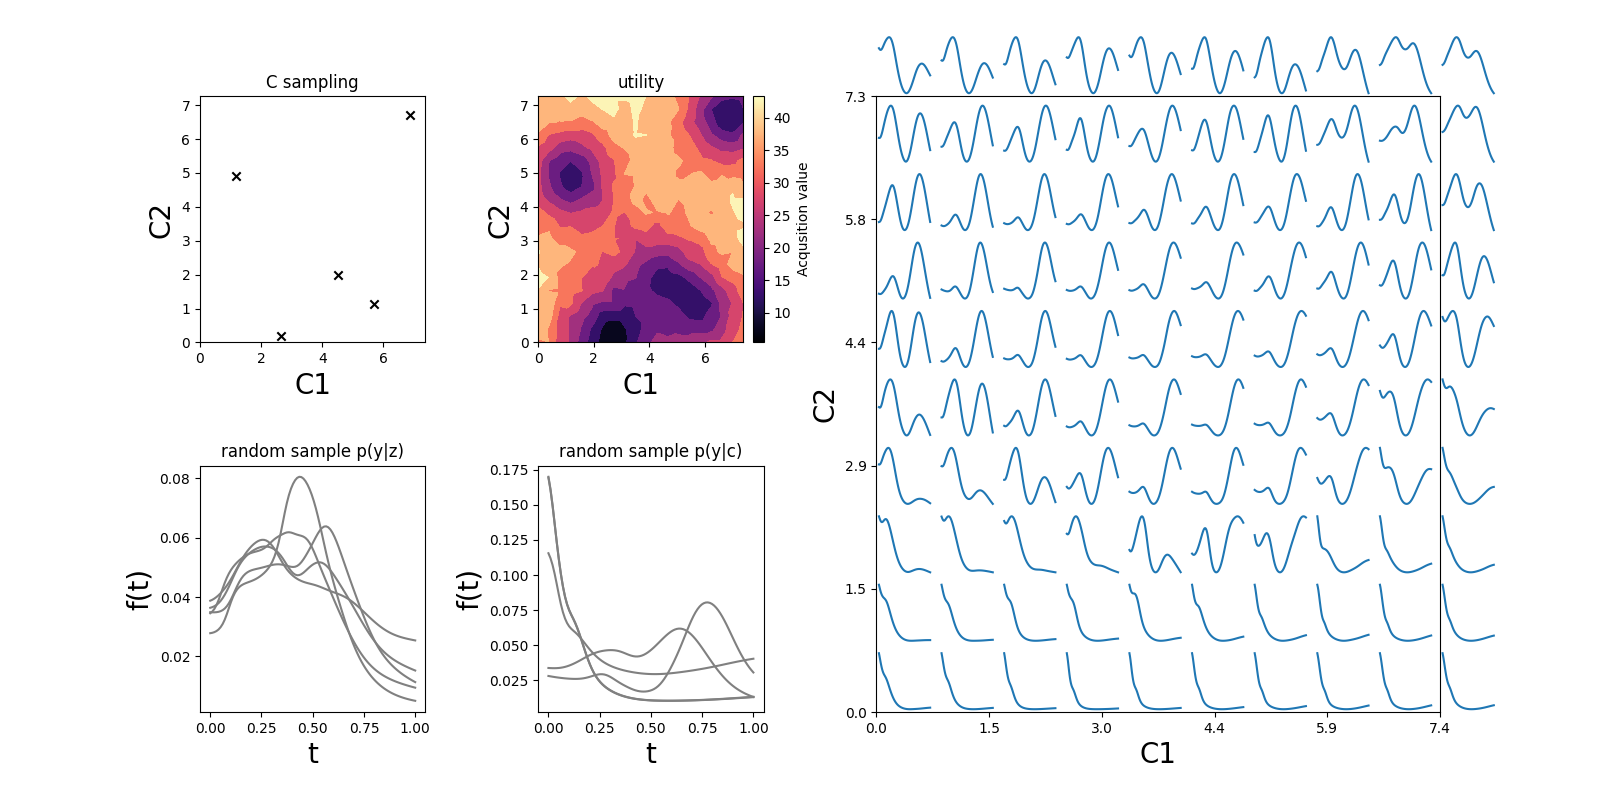 C sampling
7
6
5
4
3
2
1
0
0 2 4 6
C2
C1
utility
7
6
5
4
3
2
1
0
0 2 4 6
C2
C1
40
35
30
25
20
15
10
Acqusition value
random sample p(y|z)
0.08
0.06
0.04
0.02
0.00 0.25 0.50 0.75 1.00
f(t)
t
random sample p(y|c)
0.175
0.150
0.125
0.100
0.075
0.050
0.025
0.00 0.25 0.50 0.75 1.00
f(t)
t
7.3
5.8
4.4
2.9
1.5
0.0
0.0 1.5 3.0 4.4 5.9 7.4
C2
C1